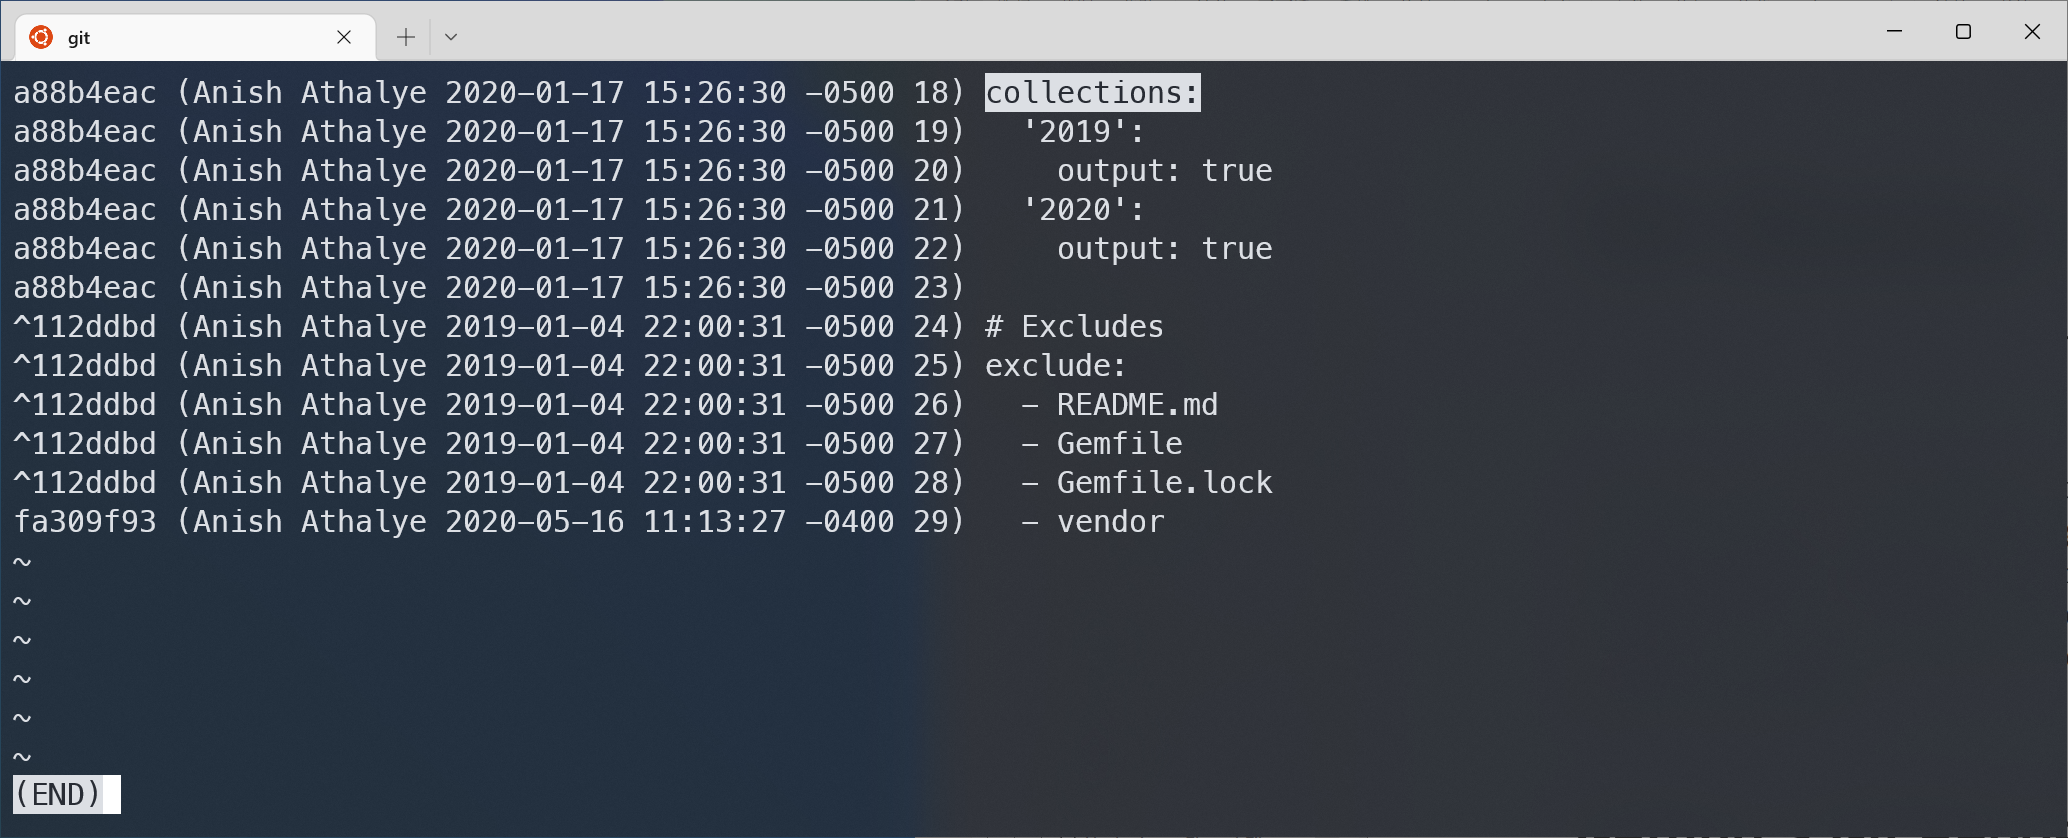 git
a88b4eac (Anish Athalye 2020-01-17 15:26:30 -0500 18) collections:
a88b4eac (Anish Athalye 2020-01-17 15:26:30 -0500 19)   '2019':
a88b4eac (Anish Athalye 2020-01-17 15:26:30 -0500 20)     output: true
a88b4eac (Anish Athalye 2020-01-17 15:26:30 -0500 21)   '2020':
a88b4eac (Anish Athalye 2020-01-17 15:26:30 -0500 22)     output: true
a88b4eac (Anish Athalye 2020-01-17 15:26:30 -0500 23)
^112ddbd (Anish Athalye 2019-01-04 22:00:31 -0500 24) # Excludes
^112ddbd (Anish Athalye 2019-01-04 22:00:31 -0500 25) exclude:
^112ddbd (Anish Athalye 2019-01-04 22:00:31 -0500 26)   - README.md
^112ddbd (Anish Athalye 2019-01-04 22:00:31 -0500 27)   - Gemfile
^112ddbd (Anish Athalye 2019-01-04 22:00:31 -0500 28)   - Gemfile.lock
fa309f93 (Anish Athalye 2020-05-16 11:13:27 -0400 29)   - vendor
~
~
~
~
~
~
(END)